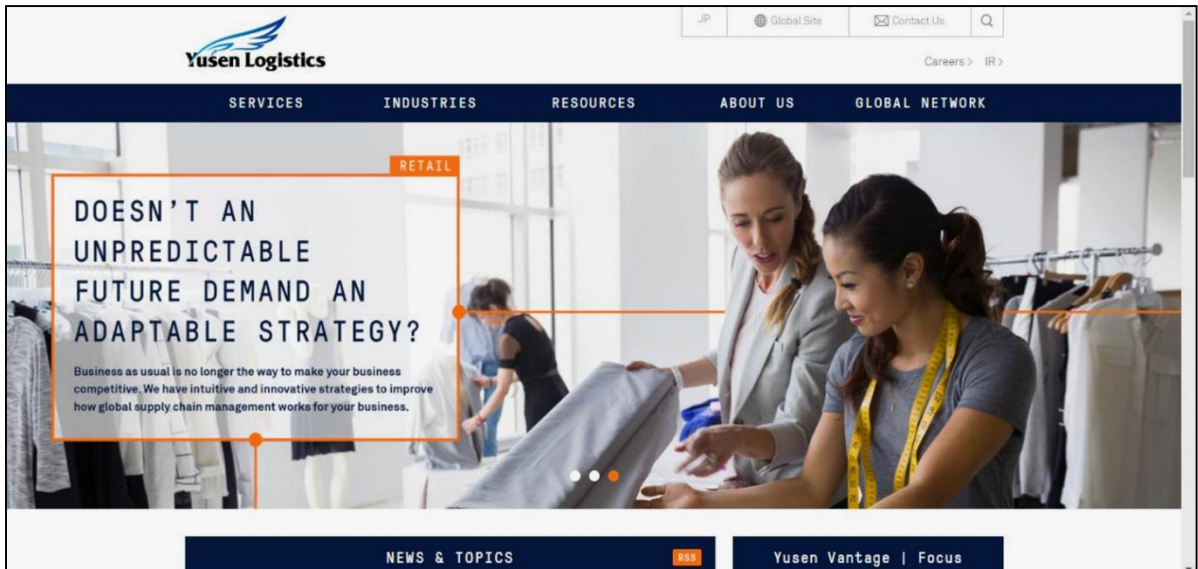 JP
Global Site
Contact Us
Yusen Logistics
Careers >
IR >
SERVICES
INDUSTRIES
RESOURCES
ABOUT US
GLOBAL NETWORK
RETAIL
DOESN'T AN
UNPREDICTABLE
FUTURE DEMAND AN
ADAPTABLE STRATEGY?
Business as usual is no longer the way to make your business
competitive. We have intuitive and innovative strategies to improve
how global supply chain management works for your business.
NEWS & TOPICS
RSS
Yusen Vantage | Focus